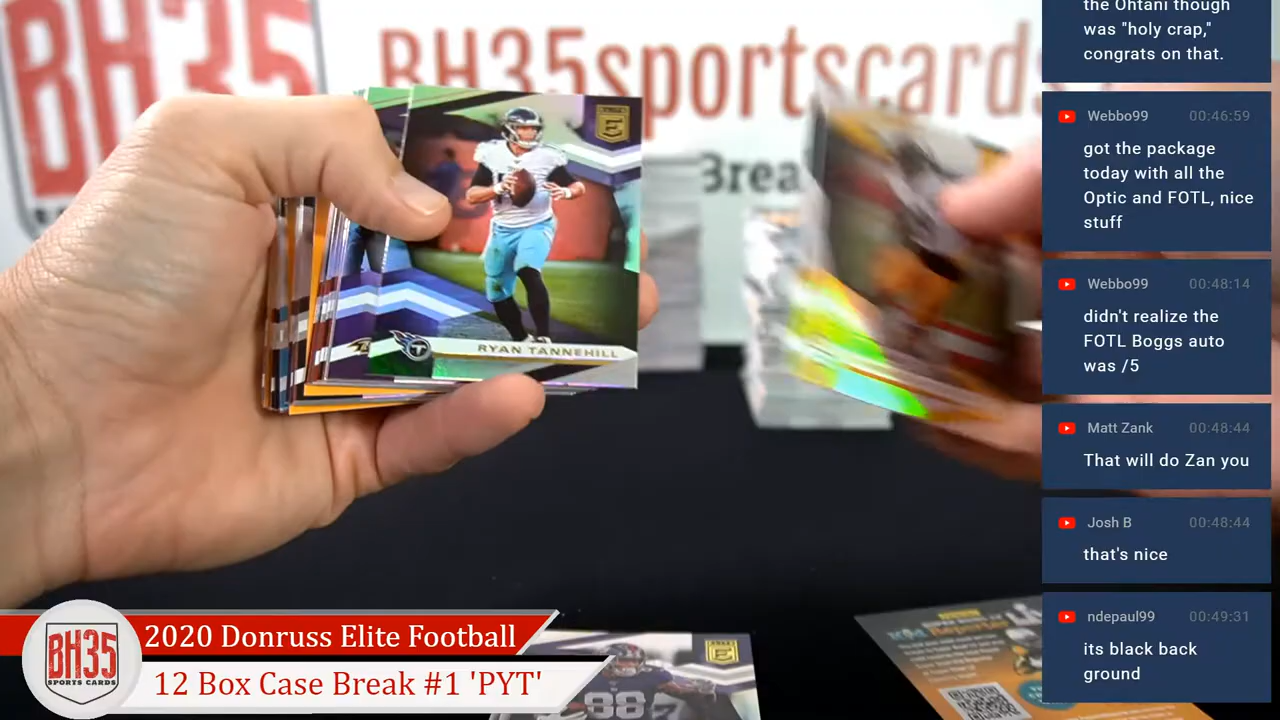 BH35
SPORTS CARDS
BH35sportscards
Brea
E
RYAN TANNEHILL
T
E
88
the Ohtani though
was "holy crap,"
congrats on that.
Webbo99 00:46:59
got the package
today with all the
Optic and FOTL, nice
stuff
Webbo99 00:48:14
didn't realize the
FOTL Boggs auto
was /5
Matt Zank 00:48:44
That will do Zan you
Josh B 00:48:44
that's nice
ndepaul99 00:49:31
its black back
ground
BH35
SPORTS CARDS
2020 Donruss Elite Football
12 Box Case Break #1 'PYT'